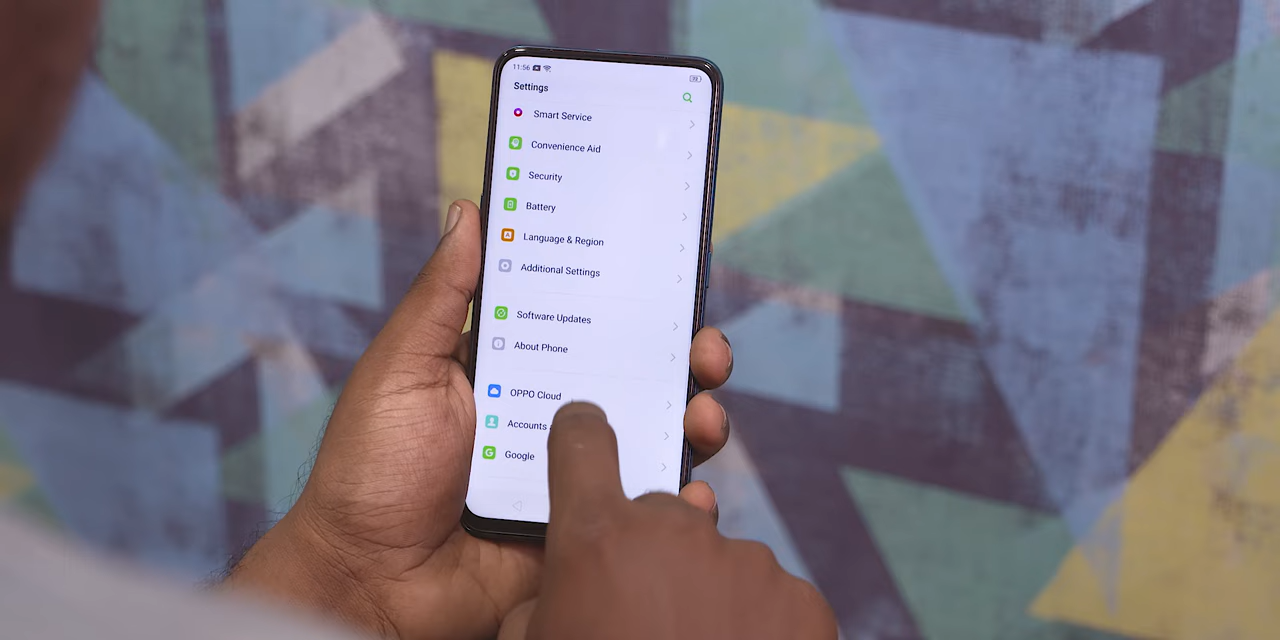 11:56
Settings
Smart Service
Convenience Aid
Security
Battery
Language & Region
Additional Settings
Software Updates
About Phone
OPPO Cloud
Accounts
Google